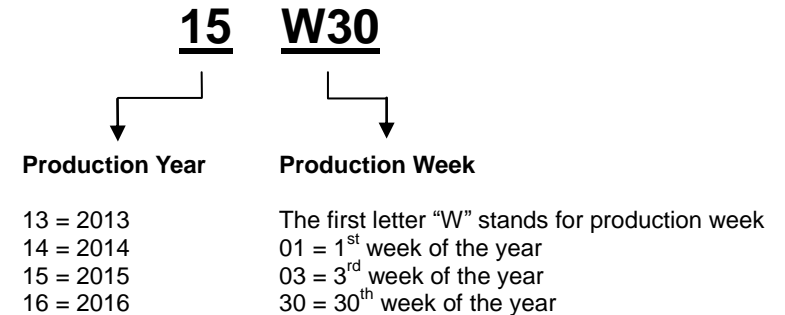 15 W30
Production Year Production Week
13 = 2013 The first letter “W” stands for production week
14 = 2014 01 = 1st week of the year
15 = 2015 03 = 3rd week of the year
16 = 2016 30 = 30th week of the year